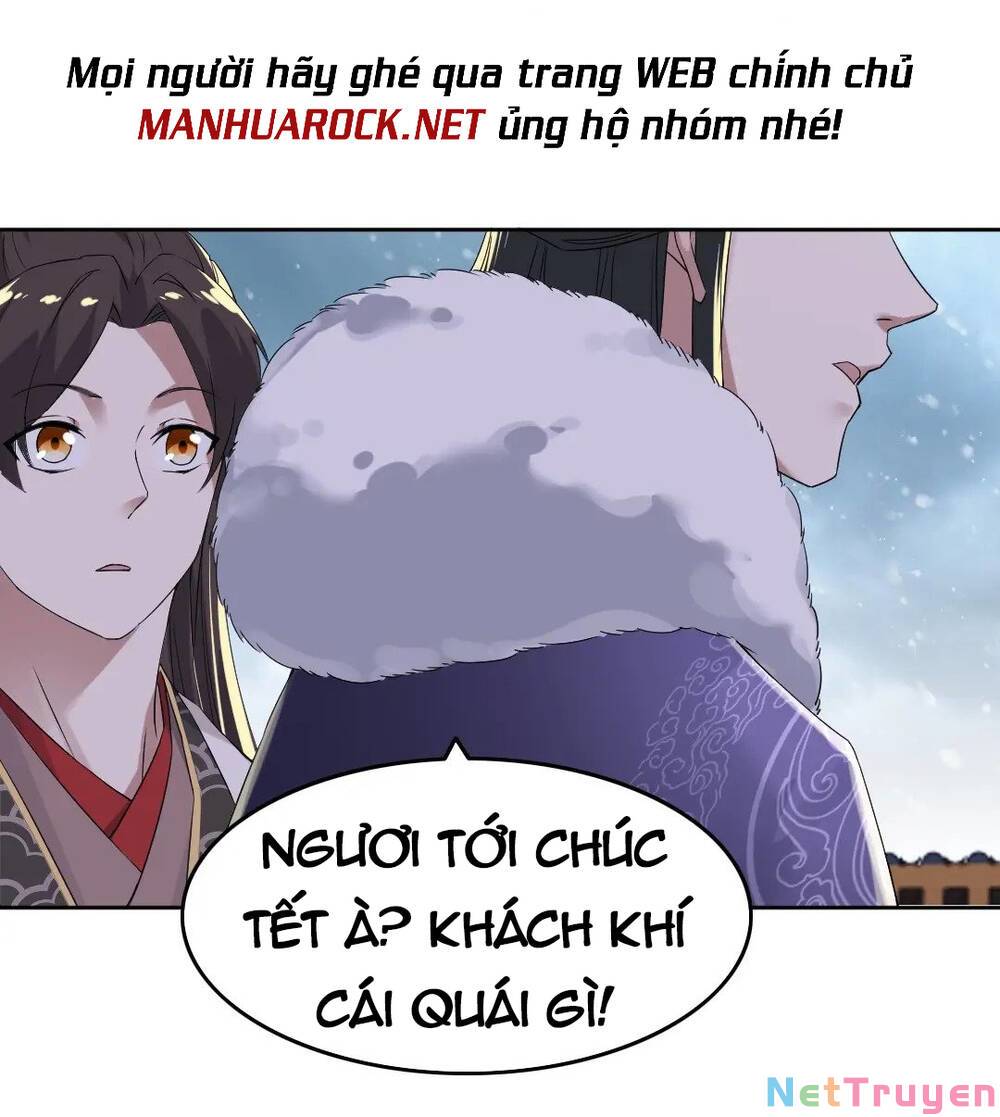 Mọi người hãy ghé qua trang WEB chính chủ
MANHUAROCK.NET ủng hộ nhóm nhé!
NGƯƠI TỚI CHÚC
TẾT À? KHÁCH KHÍ
CÁI QUÁI GÌ!
NetTruyen